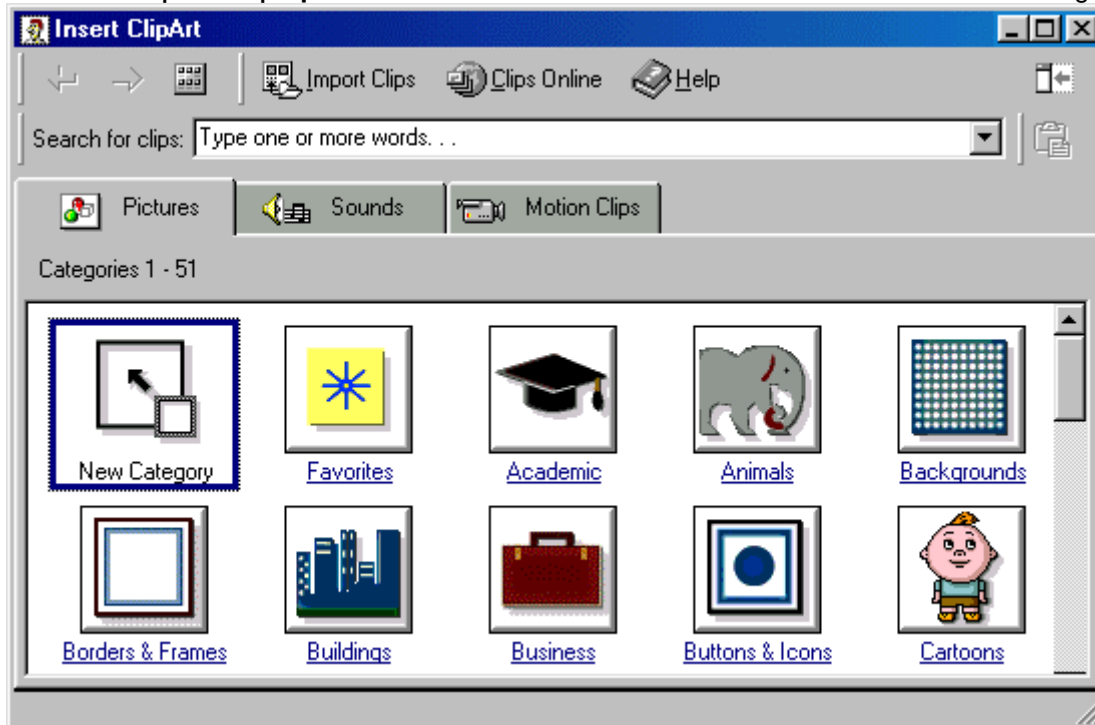 Insert ClipArt
Import Clips Clips Online Help
Search for clips: Type one or more words. . .
Pictures Sounds Motion Clips
Categories 1 - 51
New Category Favorites Academic Animals Backgrounds
Borders & Frames Buildings Business Buttons & Icons Cartoons